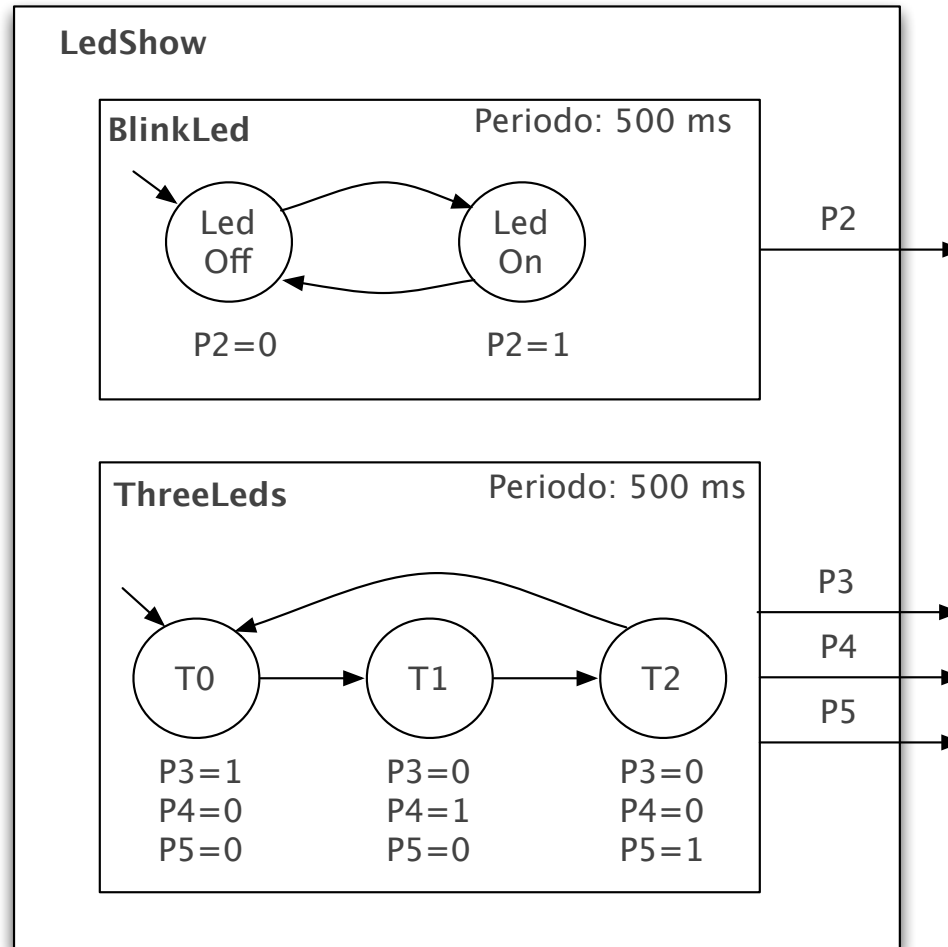 LedShow
BlinkLed
Periodo: 500 ms
Led
Off
Led
On
P2=0
P2=1
P2
ThreeLeds
Periodo: 500 ms
T0
T1
T2
P3=1
P4=0
P5=0
P3=0
P4=1
P5=0
P3=0
P4=0
P5=1
P3
P4
P5